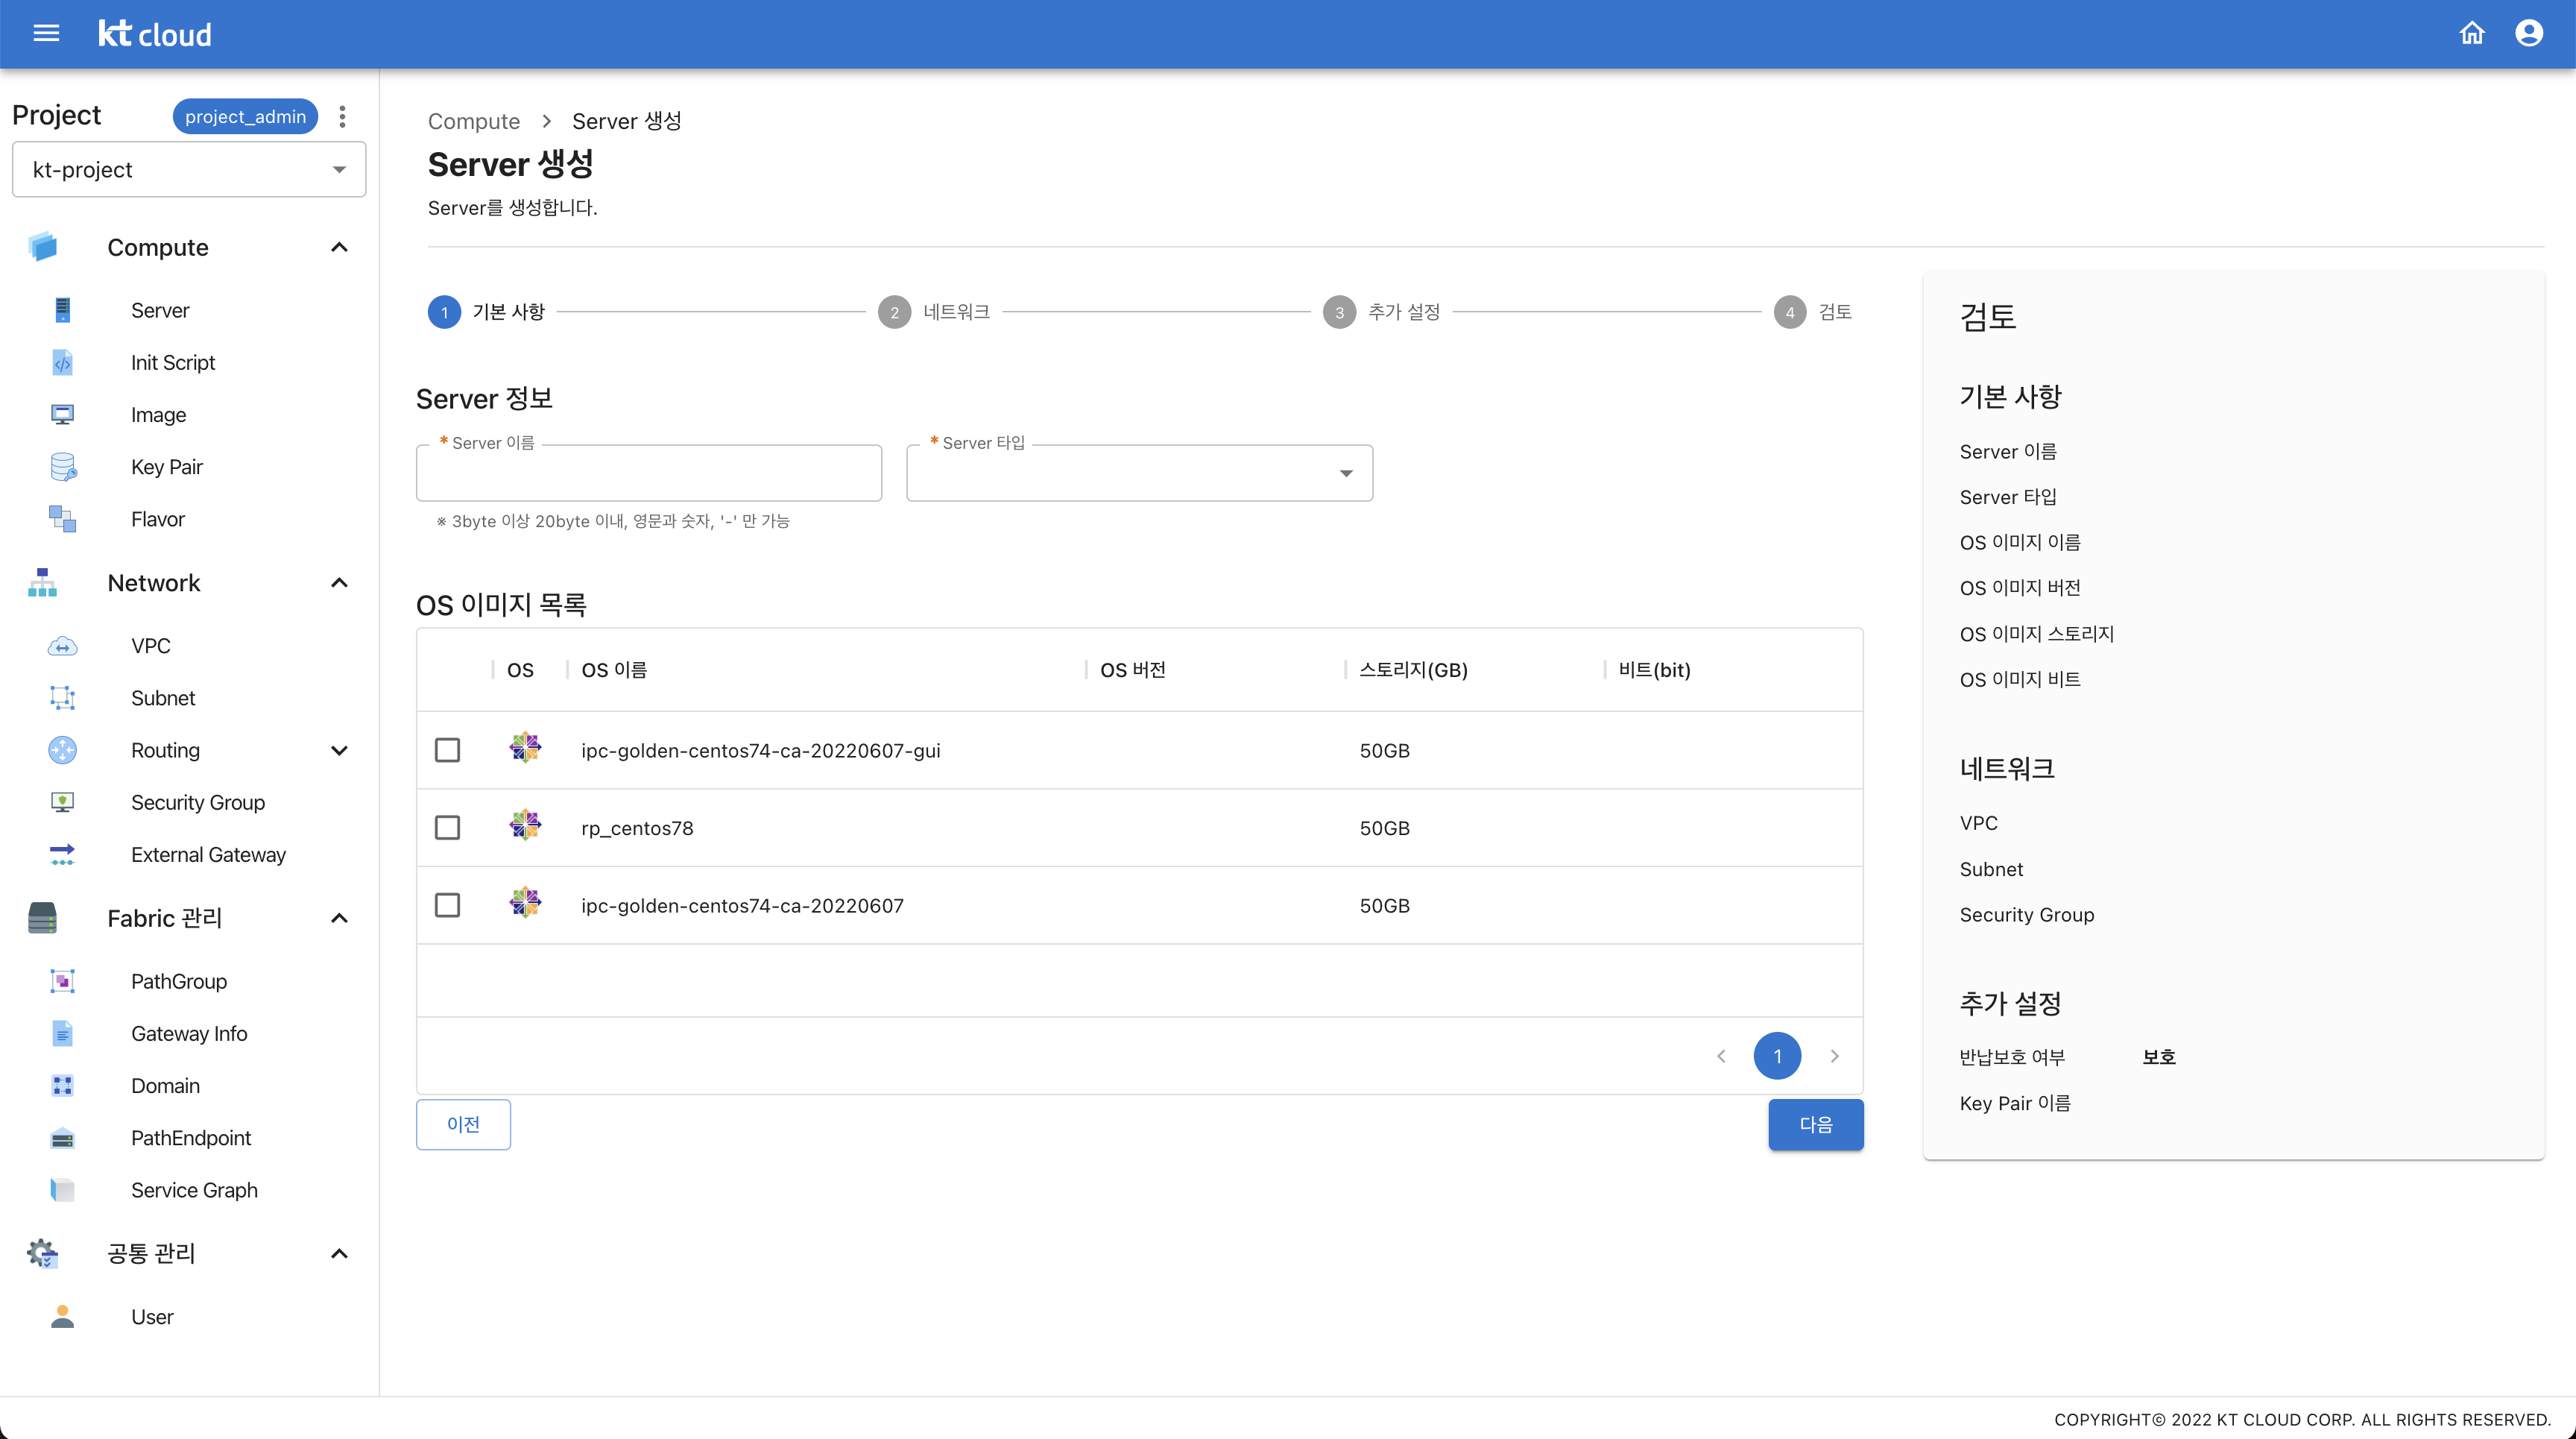 kt cloud
Project
project_admin
kt-project
Compute
Server
Init Script
Image
Key Pair
Flavor
Network
VPC
Subnet
Routing
Security Group
External Gateway
Fabric 관리
PathGroup
Gateway Info
Domain
PathEndpoint
Service Graph
공통 관리
User
Compute > Server 생성
Server 생성
Server를 생성합니다.
1 기본 사항 2 네트워크 3 추가 설정 4 검토
Server 정보
* Server 이름
* Server 타입
※ 3byte 이상 20byte 이내, 영문과 숫자, '-' 만 가능
OS 이미지 목록
OS OS 이름 OS 버전 스토리지(GB) 비트(bit)
ipc-golden-centos74-ca-20220607-gui 50GB
rp_centos78 50GB
ipc-golden-centos74-ca-20220607 50GB
1
이전
다음
검토
기본 사항
Server 이름
Server 타입
OS 이미지 이름
OS 이미지 버전
OS 이미지 스토리지
OS 이미지 비트
네트워크
VPC
Subnet
Security Group
추가 설정
반납보호 여부 보호
Key Pair 이름
COPYRIGHT© 2022 KT CLOUD CORP. ALL RIGHTS RESERVED.